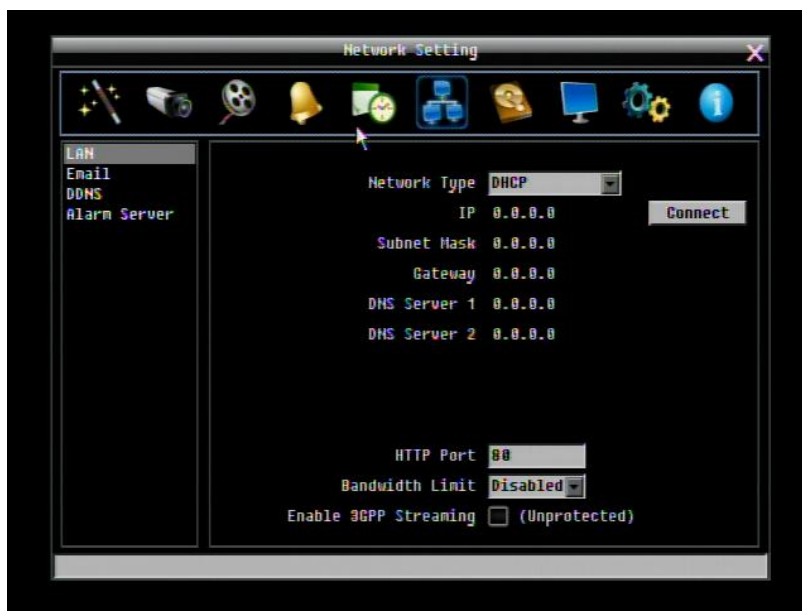 Network Setting
LAN
Email
DDNS
Alarm Server
Network Type DHCP
IP 0.0.0.0 Connect
Subnet Mask 0.0.0.0
Gateway 0.0.0.0
DNS Server 1 0.0.0.0
DNS Server 2 0.0.0.0
HTTP Port 80
Bandwidth Limit Disabled
Enable 3GPP Streaming (Unprotected)